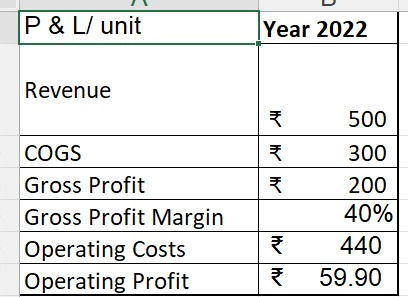 A B
P & L/ unit Year 2022
Revenue ₹ 500
COGS ₹ 300
Gross Profit ₹ 200
Gross Profit Margin 40%
Operating Costs ₹ 440
Operating Profit ₹ 59.90